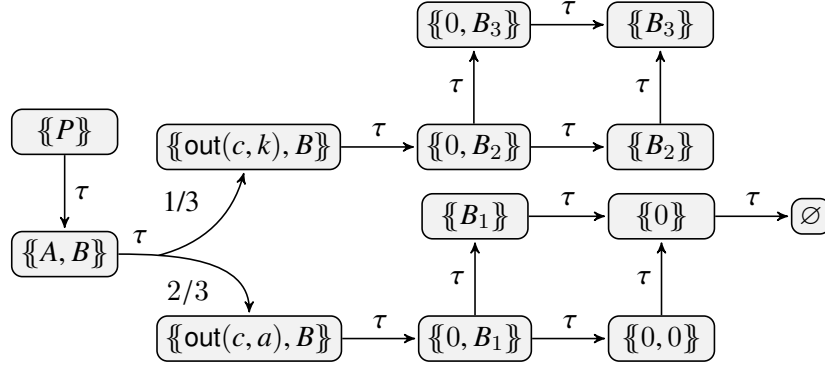 {{0, B₃}} τ {{B₃}}
τ τ
{{P}} {{out(c, k), B}} τ {{0, B₂}} τ {{B₂}}
τ 1/3 {{B₁}} τ {{0}} τ ∅
{{A, B}} τ
2/3 τ τ
{{out(c, a), B}} τ {{0, B₁}} τ {{0, 0}}